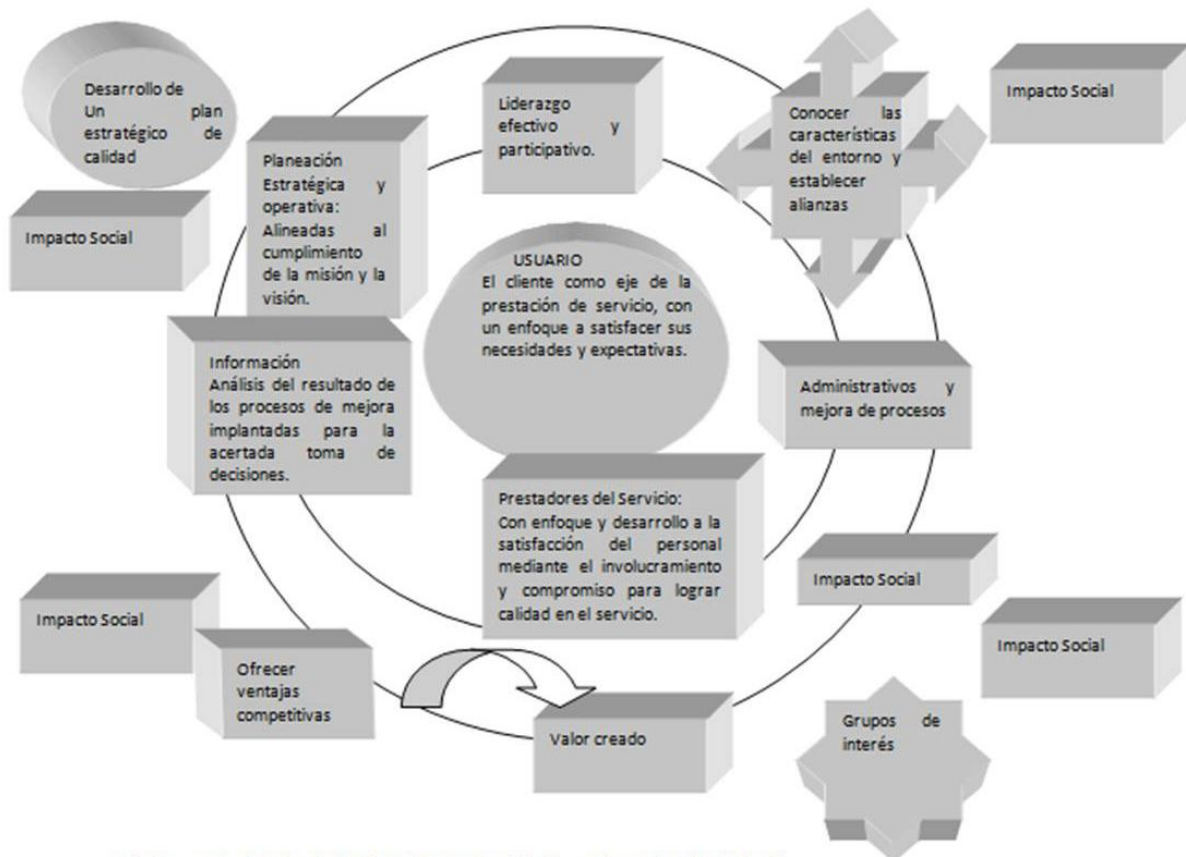 Desarrollo de
Un plan
estratégico de
calidad
Impacto Social
Planeación
Estratégica y
operativa:
Alineadas al
cumplimiento
de la misión y la
visión.
Liderazgo
efectivo y
participativo.
Conocer las
características
del entorno y
establecer
alianzas
Impacto Social
USUARIO
El cliente como eje de la
prestación de servicio, con
un enfoque a satisfacer sus
necesidades y expectativas.
Información
Análisis del resultado de
los procesos de mejora
implantadas para la
acertada toma de
decisiones.
Administrativos y
mejora de procesos
Prestadores del Servicio:
Con enfoque y desarrollo a la
satisfacción del personal
mediante el involucramiento
y compromiso para lograr
calidad en el servicio.
Impacto Social
Impacto Social
Impacto Social
Ofrecer
ventajas
competitivas
Valor creado
Grupos de
interés